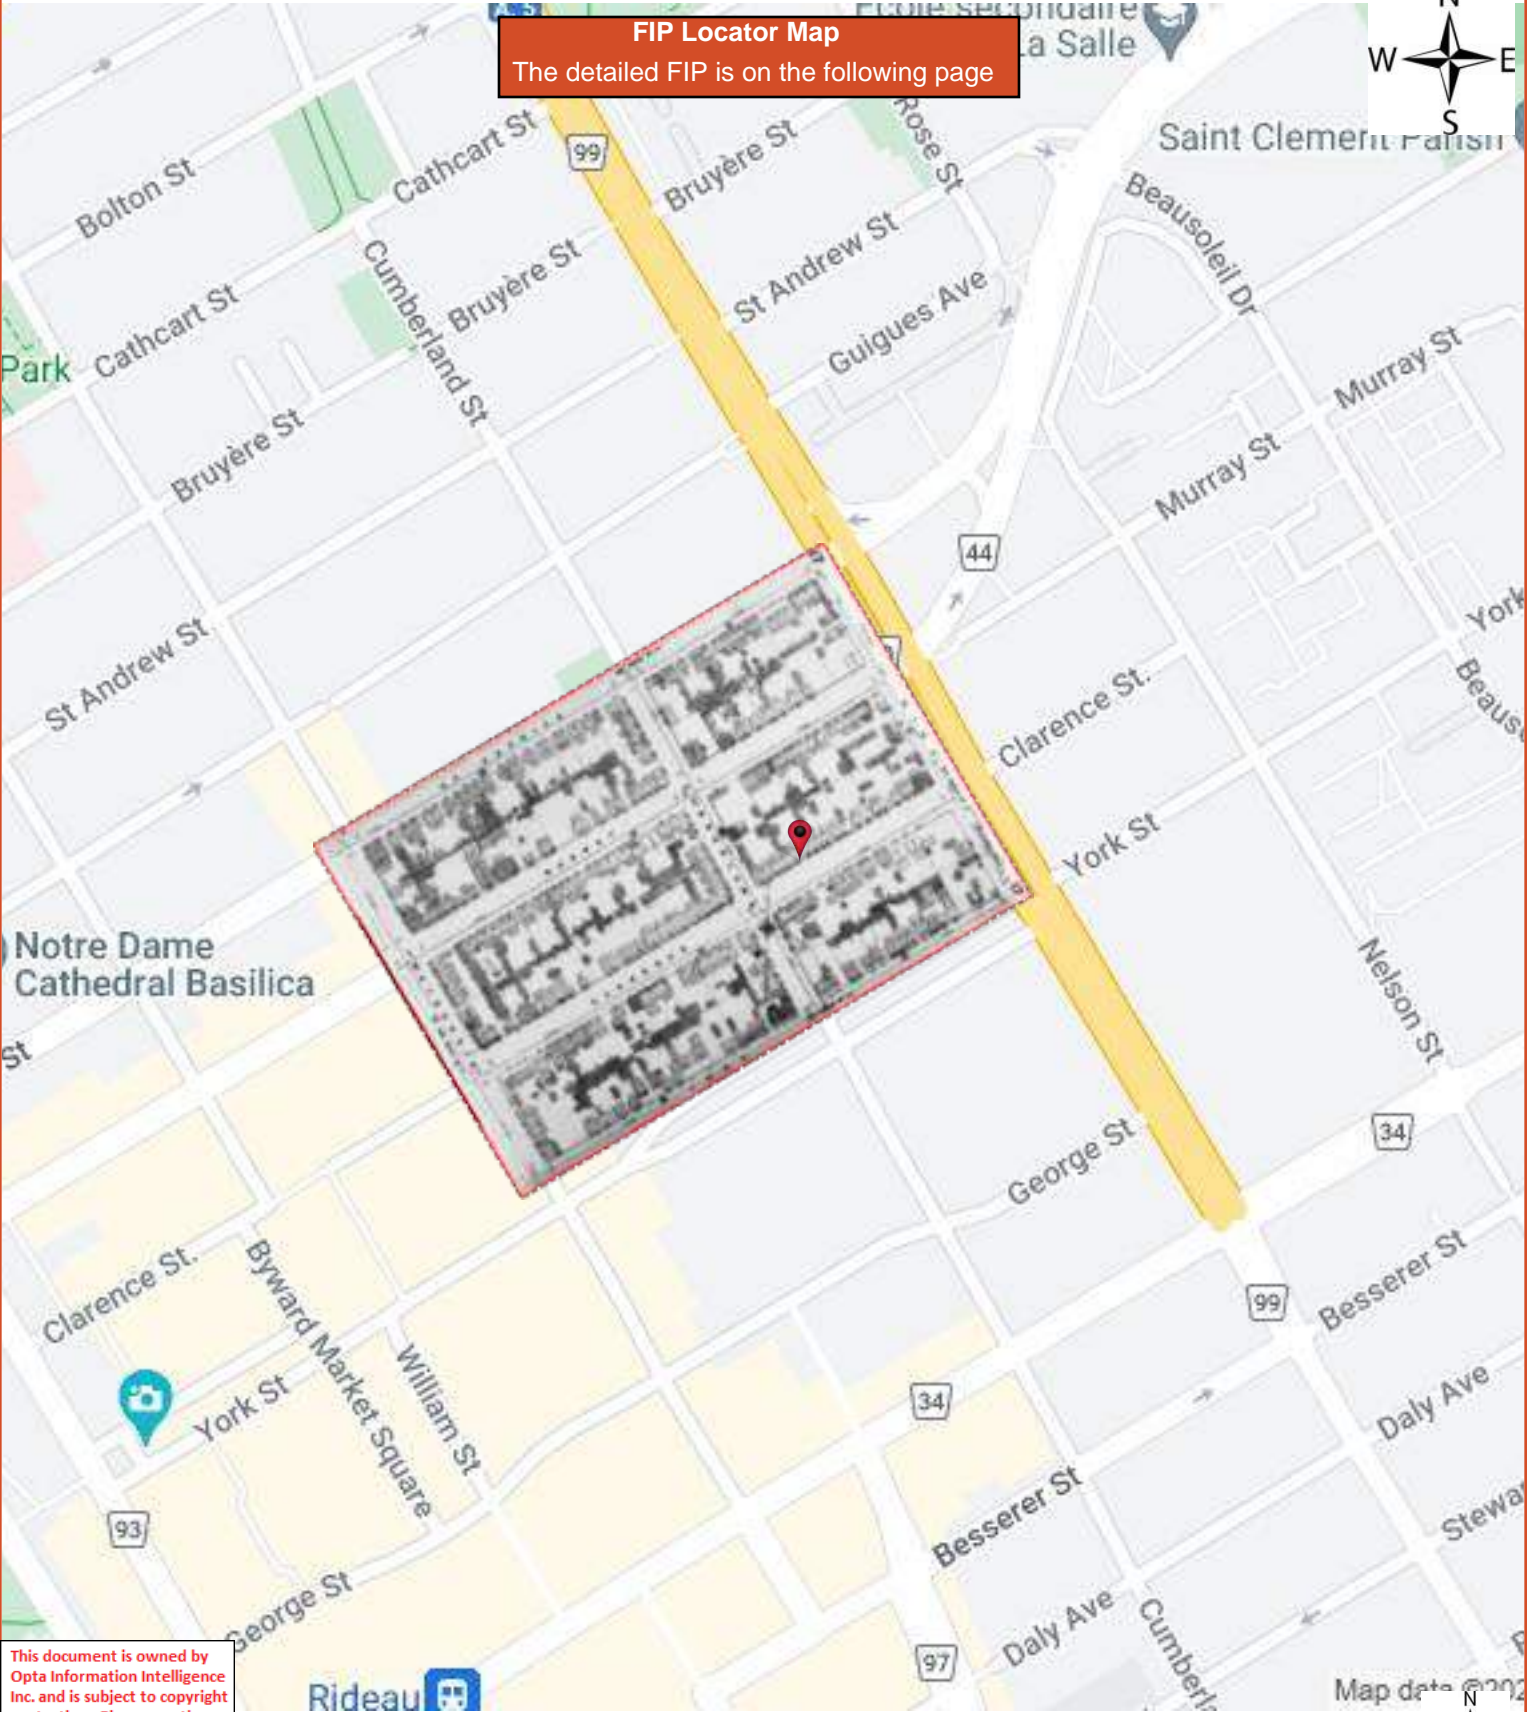 FIP Locator Map
The detailed FIP is on the following page
La Salle
N
W
E
S
99
Cathcart St
Bruyère St
Rose St
Saint Clement Parish
Bolton St
Beausoleil Dr
Cumberland St
Bruyère St
St Andrew St
Cathcart St
Guigues Ave
Park
Murray St
Bruyère St
Murray St
44
St Andrew St
York
Clarence St.
York St
Notre Dame
Cathedral Basilica
St
Nelson St
George St
34
Clarence St.
Byward Market Square
Besserer St
99
William St
York St
34
Daly Ave
93
Besserer St
George St
Daly Ave
Cumberla
97
Rideau
This document is owned by
Opta Information Intelligence
Inc. and is subject to copyright
Map data ©202
N